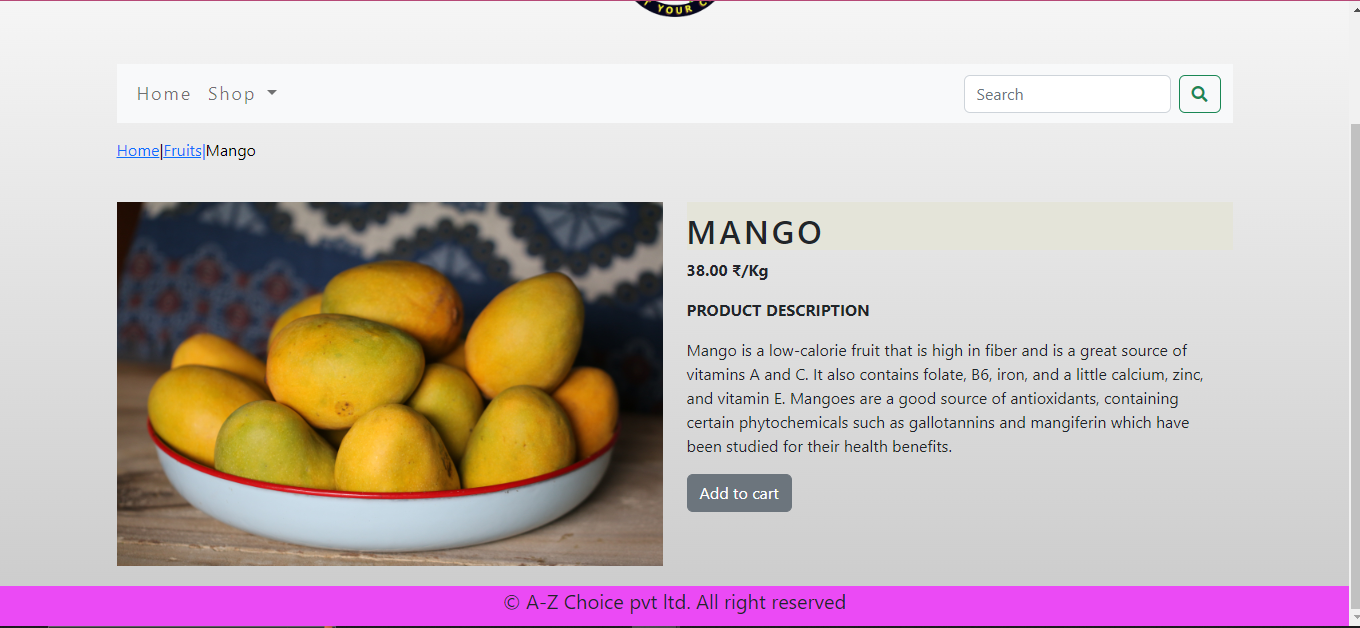 YOUR C
Home Shop Search
Home|Fruits|Mango
MANGO
38.00 ₹/Kg
PRODUCT DESCRIPTION
Mango is a low-calorie fruit that is high in fiber and is a great source of
vitamins A and C. It also contains folate, B6, iron, and a little calcium, zinc,
and vitamin E. Mangoes are a good source of antioxidants, containing
certain phytochemicals such as gallotannins and mangiferin which have
been studied for their health benefits.
Add to cart
© A-Z Choice pvt ltd. All right reserved